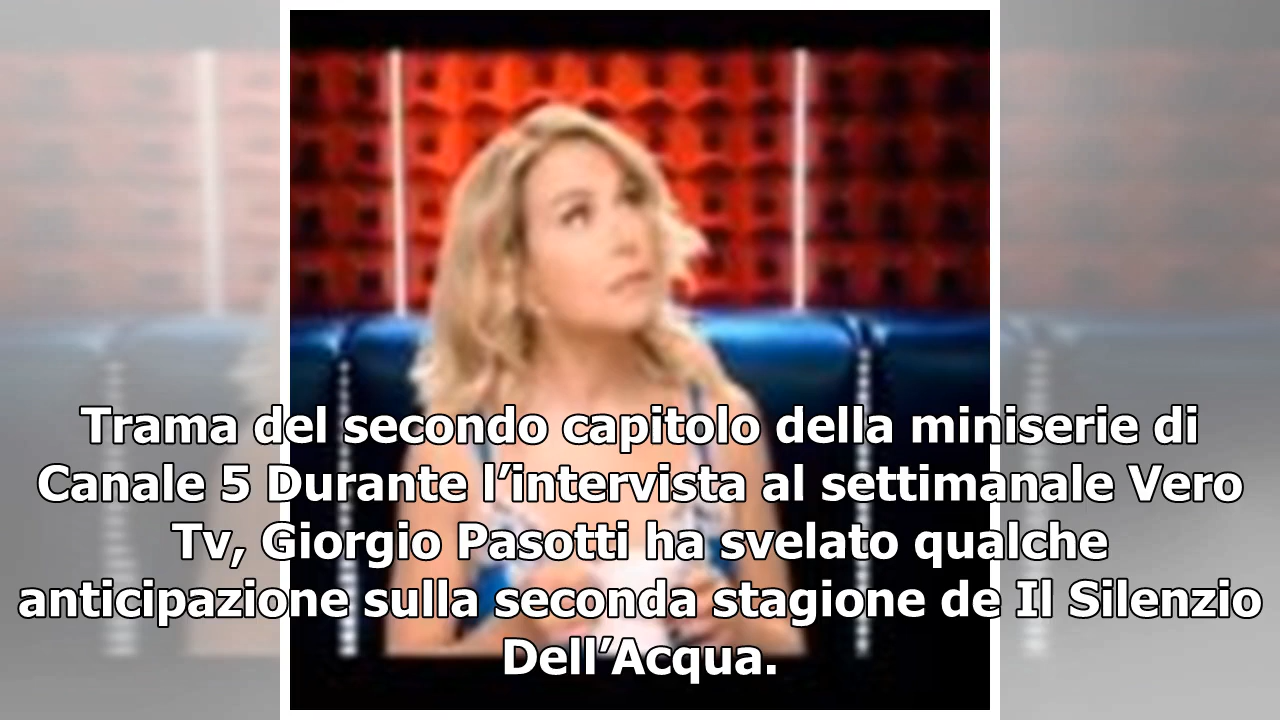 Trama del secondo capitolo della miniserie di
Canale 5 Durante l’intervista al settimanale Vero
Tv, Giorgio Pasotti ha svelato qualche
anticipazione sulla seconda stagione de Il Silenzio
Dell’Acqua.